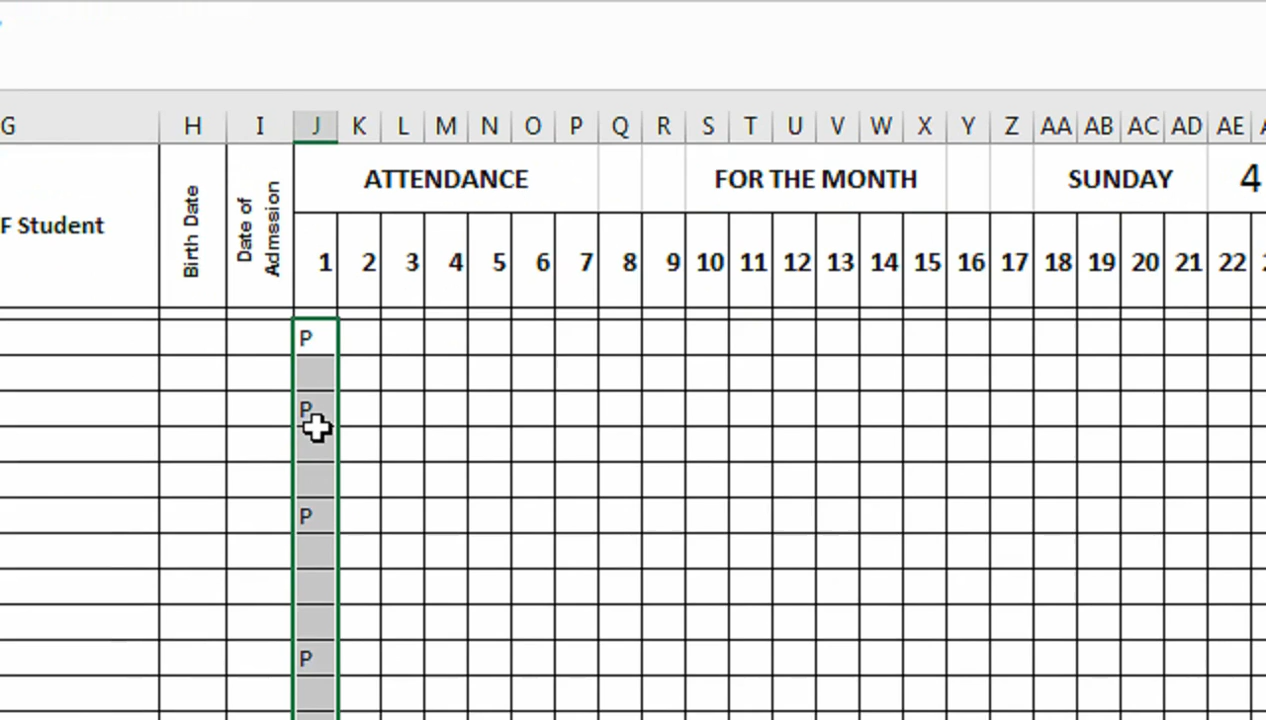 G H I J K L M N O P Q R S T U V W X Y Z AA AB AC AD AE
F Student
Birth Date
Date of
Admssion
ATTENDANCE FOR THE MONTH SUNDAY 4
1 2 3 4 5 6 7 8 9 10 11 12 13 14 15 16 17 18 19 20 21 22
P
P
P
P